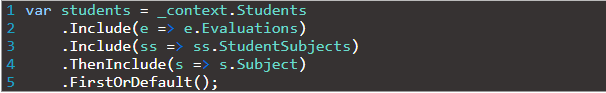 1 var students = _context.Students
2     .Include(e => e.Evaluations)
3     .Include(ss => ss.StudentSubjects)
4     .ThenInclude(s => s.Subject)
5     .FirstOrDefault();